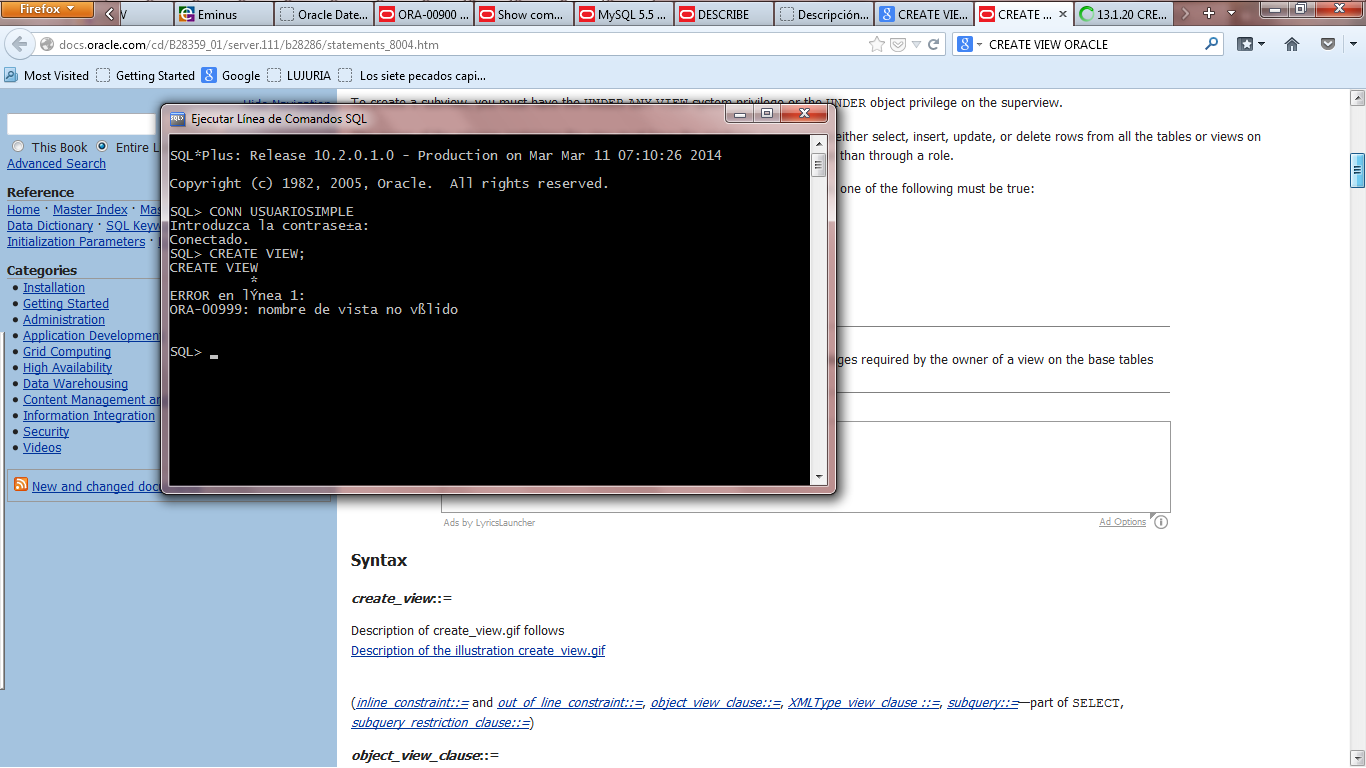 Firefox
V
Eminus
Oracle Date...
ORA-00900 ...
Show com...
MySQL 5.5 ...
DESCRIBE
Descripción...
CREATE VIE...
CREATE ...
13.1.20 CRE...
docs.oracle.com/cd/B28359_01/server.111/b28286/statements_8004.htm
CREATE VIEW ORACLE
Most Visited
Getting Started
Google
LUJURIA
Los siete pecados capi...
This Book
Entire L
Advanced Search
Reference
Home · Master Index · Mas
Data Dictionary · SQL Keyw
Initialization Parameters ·
Categories
Installation
Getting Started
Administration
Application Developmen
Grid Computing
High Availability
Data Warehousing
Content Management an
Information Integration
Security
Videos
New and changed doc
Ejecutar Línea de Comandos SQL
SQL*Plus: Release 10.2.0.1.0 - Production on Mar Mar 11 07:10:26 2014
Copyright (c) 1982, 2005, Oracle.  All rights reserved.
SQL> CONN USUARIOSIMPLE
Introduzca la contrase±a:
Conectado.
SQL> CREATE VIEW;
CREATE VIEW
*
ERROR en lÝnea 1:
ORA-00999: nombre de vista no vßlido
SQL> _
To create a subview, you must have the UNDER ANY VIEW system privilege or the UNDER object privilege on the superview.
either select, insert, update, or delete rows from all the tables or views on
than through a role.
one of the following must be true:
ges required by the owner of a view on the base tables
Ads by LyricsLauncher
Ad Options
Syntax
create_view::=
Description of create_view.gif follows
Description of the illustration create_view.gif
(inline_constraint::= and out_of_line_constraint::=, object_view_clause::=, XMLType_view_clause ::=, subquery::=—part of SELECT,
subquery_restriction_clause::=)
object_view_clause::=